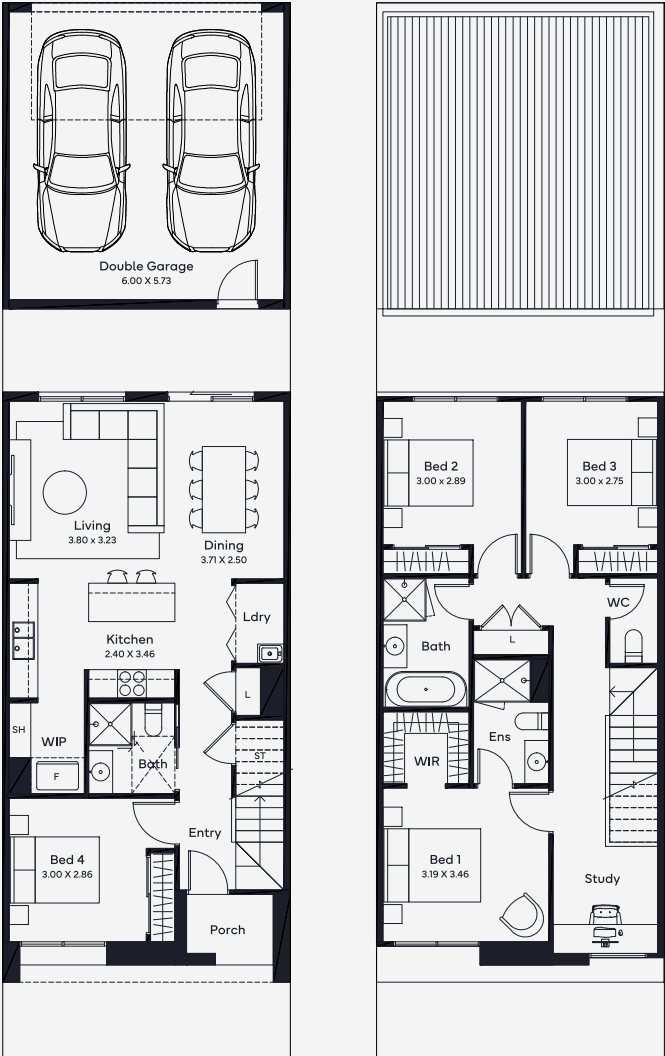 Double Garage
6.00 X 5.73
Living
3.80 x 3.23
Dining
3.71 X 2.50
Ldry
Kitchen
2.40 X 3.46
L
SH
WIP
F
Bath
ST
Entry
Bed 4
3.00 X 2.86
Porch
Bed 2
3.00 x 2.89
Bed 3
3.00 x 2.75
WC
Bath
L
Ens
WIR
Bed 1
3.19 X 3.46
Study